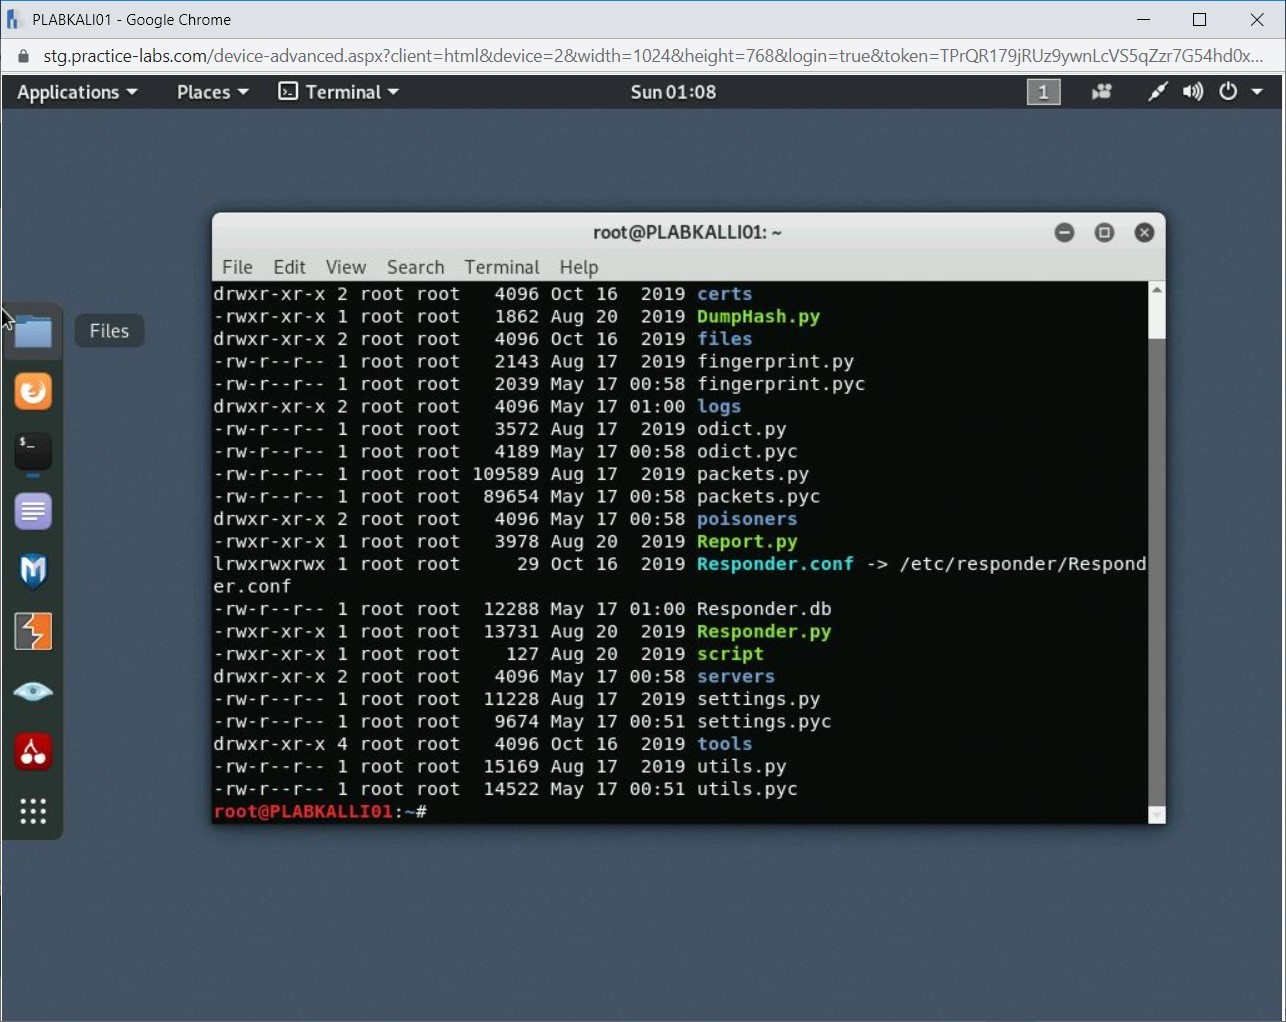 PLABKALI01 - Google Chrome
stg.practice-labs.com/device-advanced.aspx?client=html&device=2&width=1024&height=768&login=true&token=TPrQR179jRUz9ywnLcVS5qZzr7G54hd0x...
Applications Places Terminal Sun 01:08 1
root@PLABKALLI01: ~
File Edit View Search Terminal Help
drwxr-xr-x 2 root root 4096 Oct 16 2019 certs
-rwxr-xr-x 1 root root 1862 Aug 20 2019 DumpHash.py
drwxr-xr-x 2 root root 4096 Oct 16 2019 files
-rw-r--r-- 1 root root 2143 Aug 17 2019 fingerprint.py
-rw-r--r-- 1 root root 2039 May 17 00:58 fingerprint.pyc
drwxr-xr-x 2 root root 4096 May 17 01:00 logs
-rw-r--r-- 1 root root 3572 Aug 17 2019 odict.py
-rw-r--r-- 1 root root 4189 May 17 00:58 odict.pyc
-rw-r--r-- 1 root root 109589 Aug 17 2019 packets.py
-rw-r--r-- 1 root root 89654 May 17 00:58 packets.pyc
drwxr-xr-x 2 root root 4096 May 17 00:58 poisoners
-rwxr-xr-x 1 root root 3978 Aug 20 2019 Report.py
lrwxrwxrwx 1 root root 29 Oct 16 2019 Responder.conf -> /etc/responder/Respond
er.conf
-rw-r--r-- 1 root root 12288 May 17 01:00 Responder.db
-rwxr-xr-x 1 root root 13731 Aug 20 2019 Responder.py
-rwxr-xr-x 1 root root 127 Aug 20 2019 script
drwxr-xr-x 2 root root 4096 May 17 00:58 servers
-rw-r--r-- 1 root root 11228 Aug 17 2019 settings.py
-rw-r--r-- 1 root root 9674 May 17 00:51 settings.pyc
drwxr-xr-x 4 root root 4096 Oct 16 2019 tools
-rw-r--r-- 1 root root 15169 Aug 17 2019 utils.py
-rw-r--r-- 1 root root 14522 May 17 00:51 utils.pyc
root@PLABKALLI01:~#
Files
$_